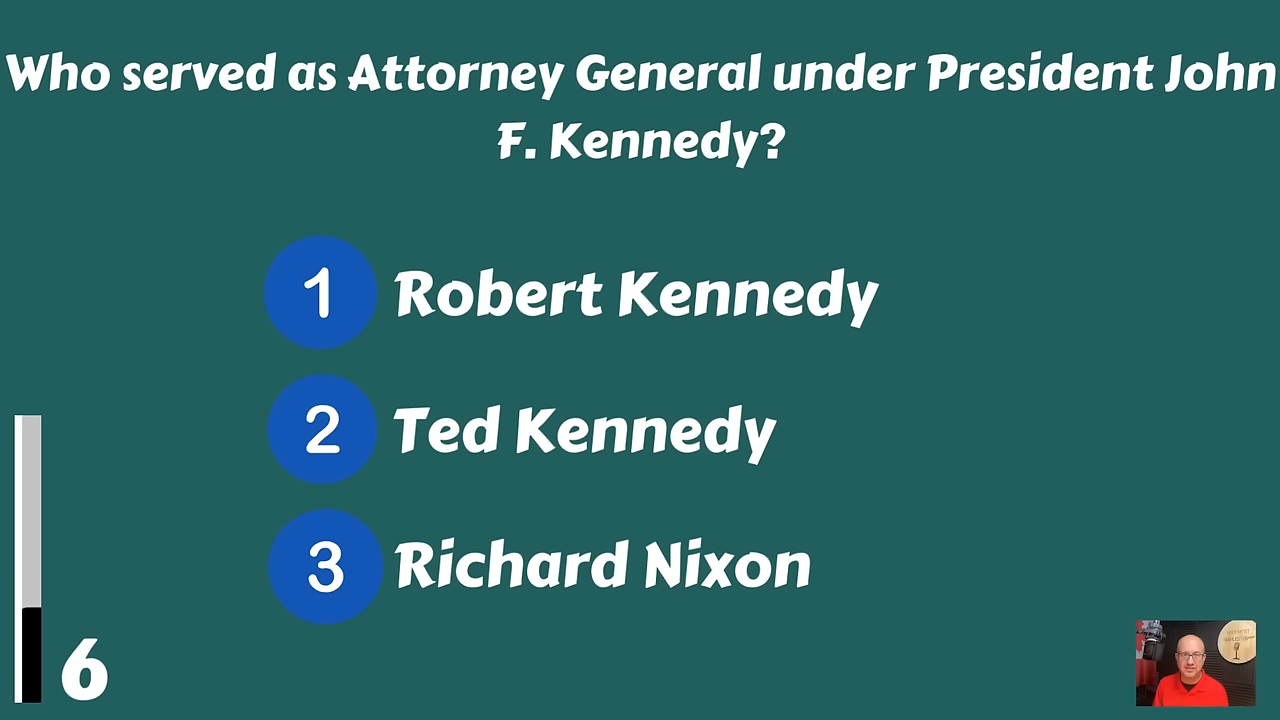 Who served as Attorney General under President John
F. Kennedy?
1 Robert Kennedy
2 Ted Kennedy
3 Richard Nixon
6